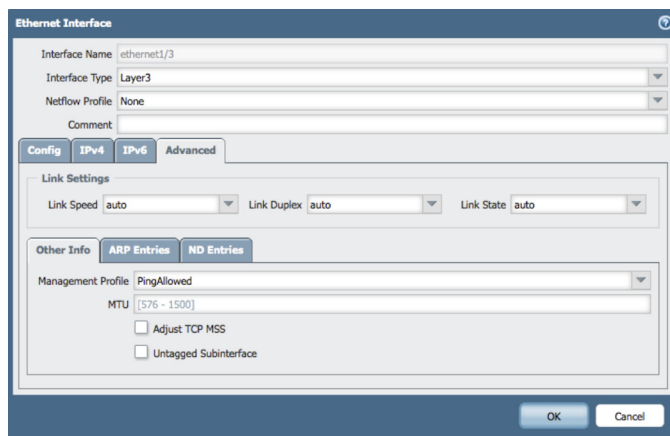 Ethernet Interface
Interface Name ethernet1/3
Interface Type Layer3
Netflow Profile None
Comment
Config IPv4 IPv6 Advanced
Link Settings
Link Speed auto Link Duplex auto Link State auto
Other Info ARP Entries ND Entries
Management Profile PingAllowed
MTU [576 - 1500]
Adjust TCP MSS
Untagged Subinterface
OK Cancel